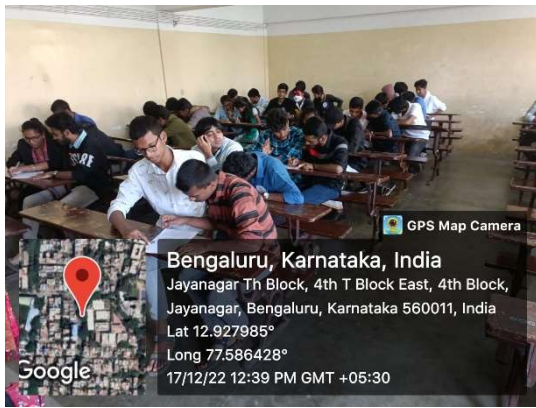 GPS Map Camera
Bengaluru, Karnataka, India
Jayanagar Th Block, 4th T Block East, 4th Block,
Jayanagar, Bengaluru, Karnataka 560011, India
Lat 12.927985°
Long 77.586428°
17/12/22 12:39 PM GMT +05:30
Google